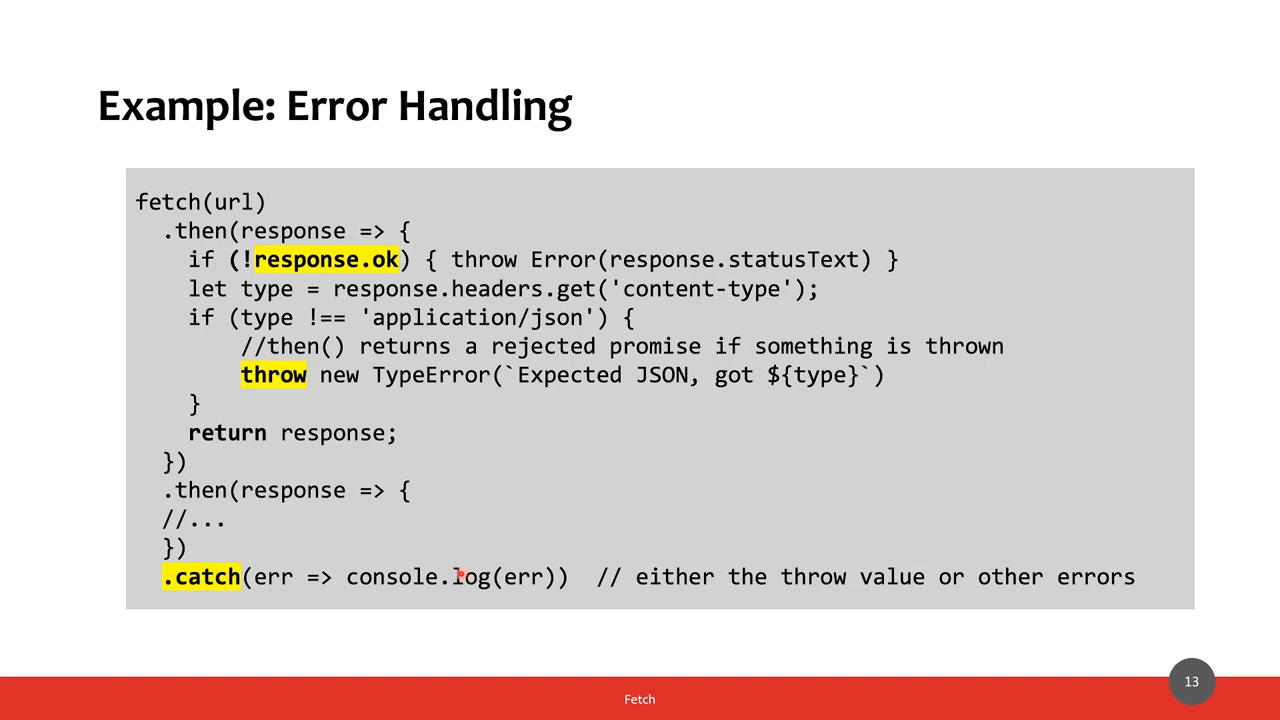 Example: Error Handling
fetch(url)
.then(response => {
if (!response.ok) { throw Error(response.statusText) }
let type = response.headers.get('content-type');
if (type !== 'application/json') {
//then() returns a rejected promise if something is thrown
throw new TypeError(`Expected JSON, got ${type}`)
}
return response;
})
.then(response => {
//...
})
.catch(err => console.log(err)) // either the throw value or other errors
13
Fetch